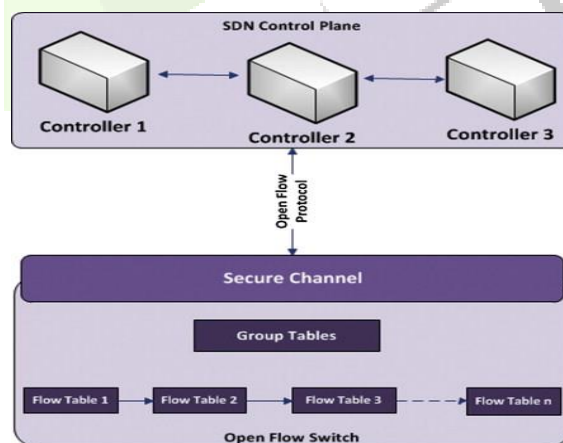 SDN Control Plane
Controller 1
Controller 2
Controller 3
Open Flow
Protocol
Secure Channel
Group Tables
Flow Table 1
Flow Table 2
Flow Table 3
Flow Table n
Open Flow Switch